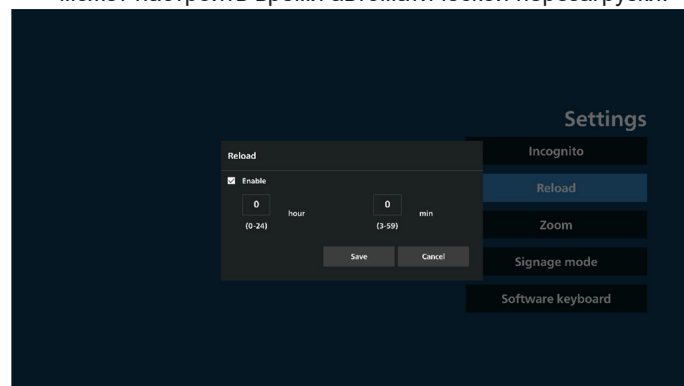 может настроить время автоматической перезагрузки.
Settings
Incognito
Reload
Zoom
Signage mode
Software keyboard
Reload
Enable
0 hour 0 min
(0-24) (3-59)
Save Cancel